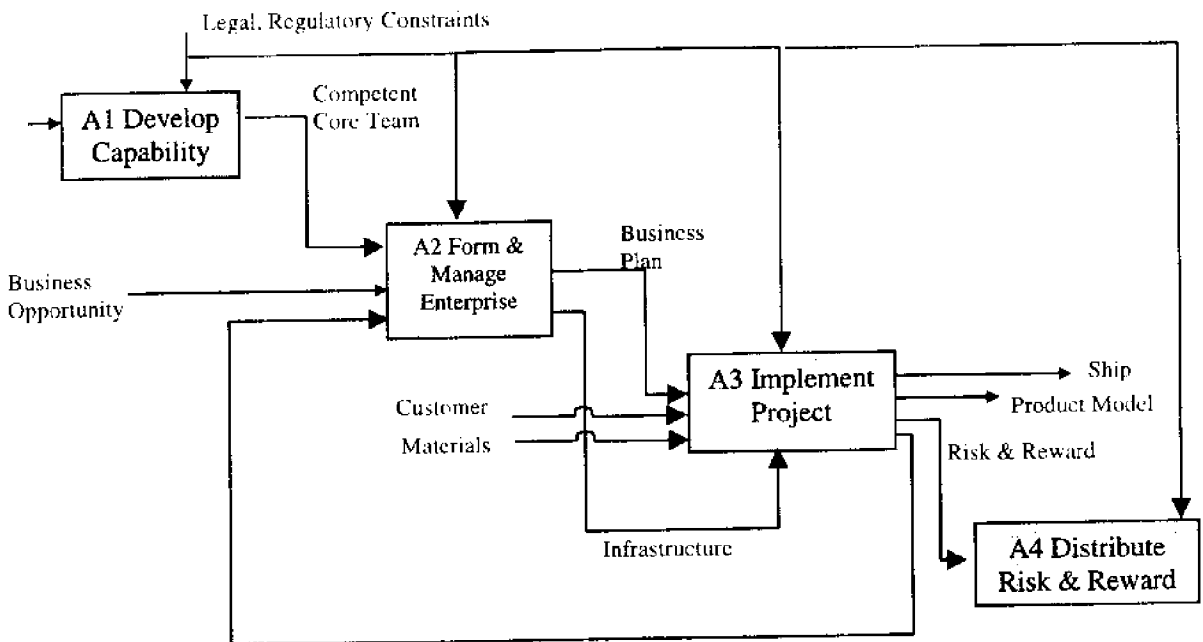 Legal, Regulatory Constraints
A1 Develop
Capability
Competent
Core Team
A2 Form &
Manage
Enterprise
Business
Plan
Business
Opportunity
A3 Implement
Project
Ship
Product Model
Customer
Materials
Risk & Reward
Infrastructure
A4 Distribute
Risk & Reward